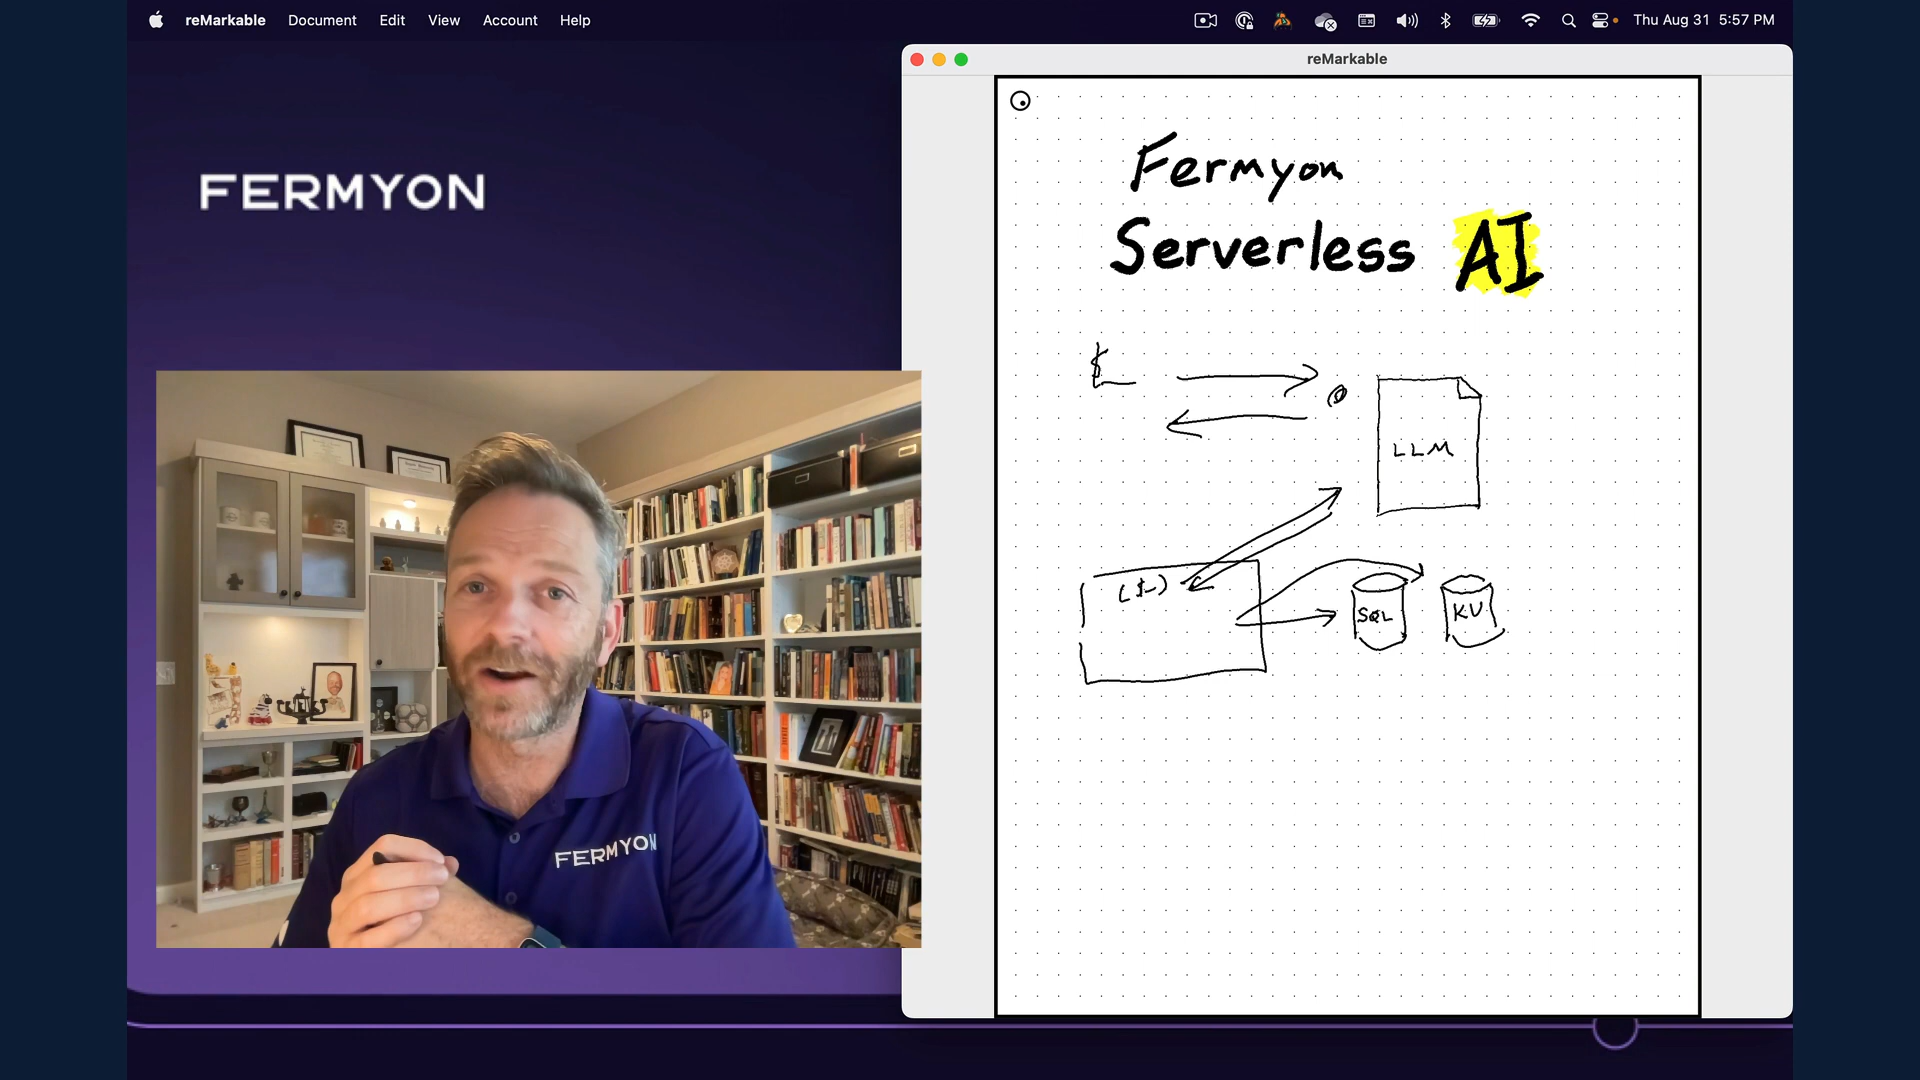 reMarkable Document Edit View Account Help
Thu Aug 31 5:57 PM
reMarkable
FERMYON
Fermyon
Serverless AI
$_
LLM
($_)
SQL
KV
FERMYON